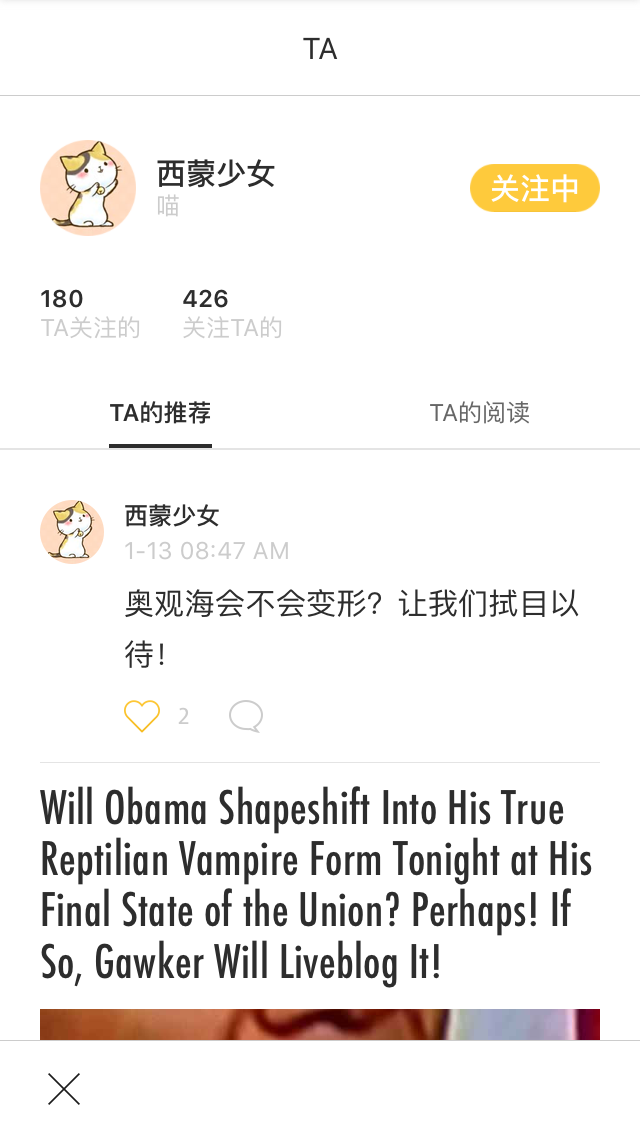 TA
西蒙少女
喵
关注中
180
426
TA关注的
关注TA的
TA的推荐
TA的阅读
西蒙少女
1-13 08:47 AM
奥观海会不会变形？让我们拭目以
待！
2
Will Obama Shapeshift Into His True
Reptilian Vampire Form Tonight at His
Final State of the Union? Perhaps! If
So, Gawker Will Liveblog It!